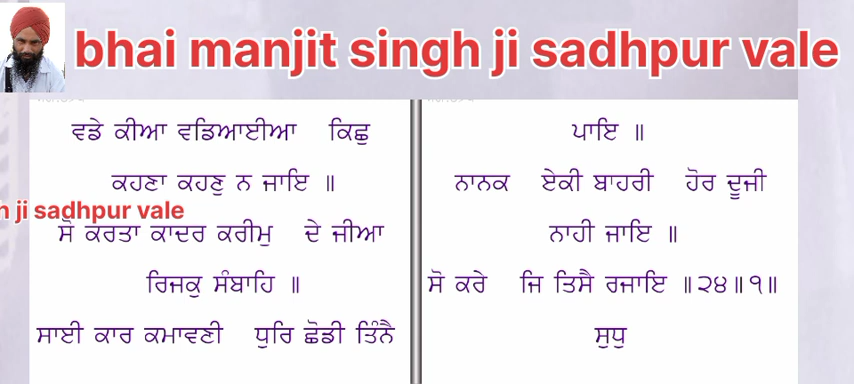 bhai manjit singh ji sadhpur vale
ਵਡੇ ਕੀਆ ਵਡਿਆਈਆ ਕਿਛੁ
ਕਹਣਾ ਕਹਣੁ ਨ ਜਾਇ ॥
h ji sadhpur vale
ਸੋ ਕਰਤਾ ਕਾਦਰ ਕਰੀਮੁ ਦੇ ਜੀਆ
ਰਿਜਕੁ ਸੰਬਾਹਿ ॥
ਸਾਈ ਕਾਰ ਕਮਾਵਣੀ ਧੁਰਿ ਛੋਡੀ ਤਿੰਨੈ
ਪਾਇ ॥
ਨਾਨਕ ਏਕੀ ਬਾਹਰੀ ਹੋਰ ਦੂਜੀ
ਨਾਹੀ ਜਾਇ ॥
ਸੋ ਕਰੇ ਜਿ ਤਿਸੈ ਰਜਾਇ ॥੨੪॥੧॥
ਸੁਧੁ